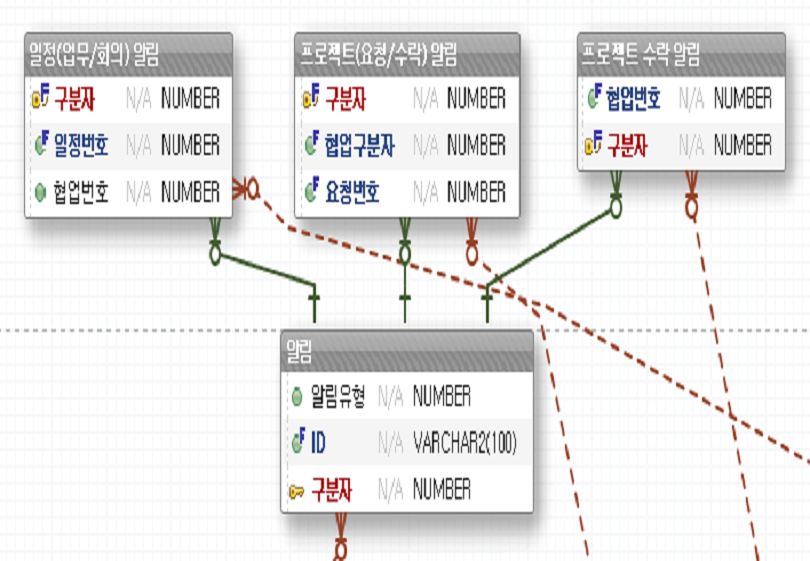 일정(업무/회의) 알림
구분자 N/A NUMBER
일정번호 N/A NUMBER
협업번호 N/A NUMBER
프로젝트(요청/수락) 알림
구분자 N/A NUMBER
협업구분자 N/A NUMBER
요청번호 N/A NUMBER
프로젝트 수락 알림
협업번호 N/A NUMBER
구분자 N/A NUMBER
알림
알림유형 N/A NUMBER
ID N/A VARCHAR2(100)
구분자 N/A NUMBER